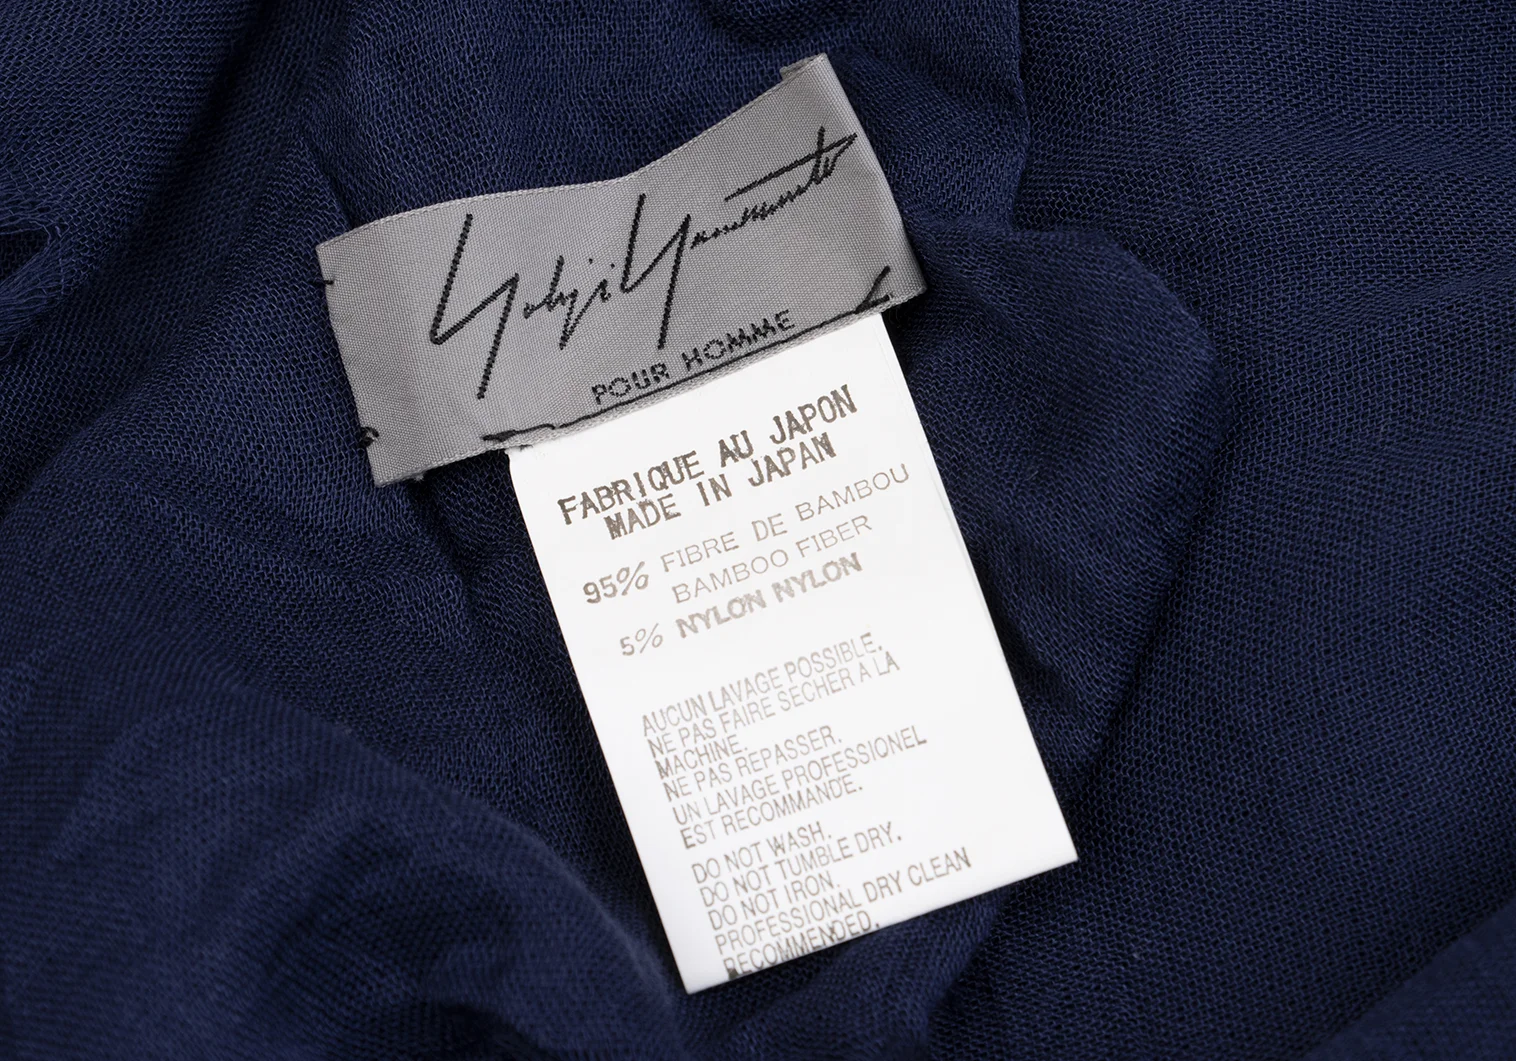 Yohji Yamamoto
POUR HOMME
FABRIQUE AU JAPON
MADE IN JAPAN
95% FIBRE DE BAMBOU
BAMBOO FIBER
5% NYLON NYLON
AUCUN LAVAGE POSSIBLE.
NE PAS FAIRE SECHER A LA
MACHINE.
NE PAS REPASSER.
UN LAVAGE PROFESSIONEL
EST RECOMMANDE.
DO NOT WASH.
DO NOT TUMBLE DRY.
DO NOT IRON.
PROFESSIONAL DRY CLEAN
RECOMMENDED.